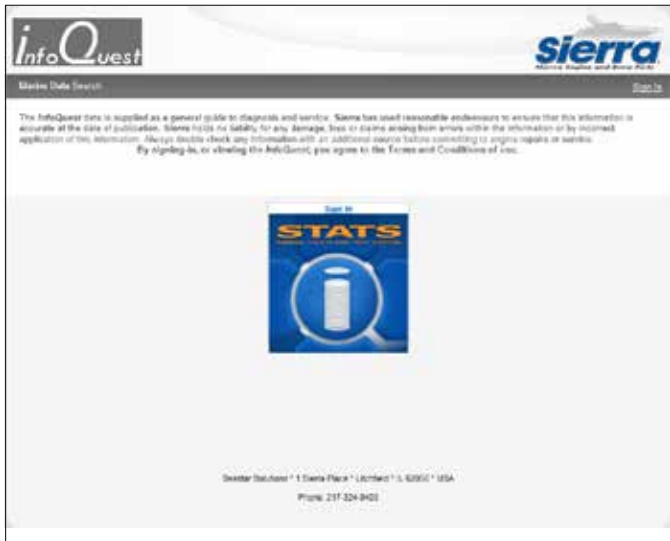 InfoQuest
Sierra
Marine Engine and Drive Parts
Marine Data Search
Sign In
The InfoQuest data is supplied as a general guide to diagnosis and service. Sierra has used reasonable endeavours to ensure that this information is
accurate at the date of publication. Sierra holds no liability for any damage, loss or claims arising from errors within the information or by incorrect
application of this information. Always double check any information with an additional source before committing to engine repairs or service.
By signing-in, or viewing the InfoQuest, you agree to the Terms and Conditions of use.
Sign In
STATS
Seastar Solutions * 1 Sierra Place * Litchfield * IL 62056 * USA
Phone: 217-324-9400